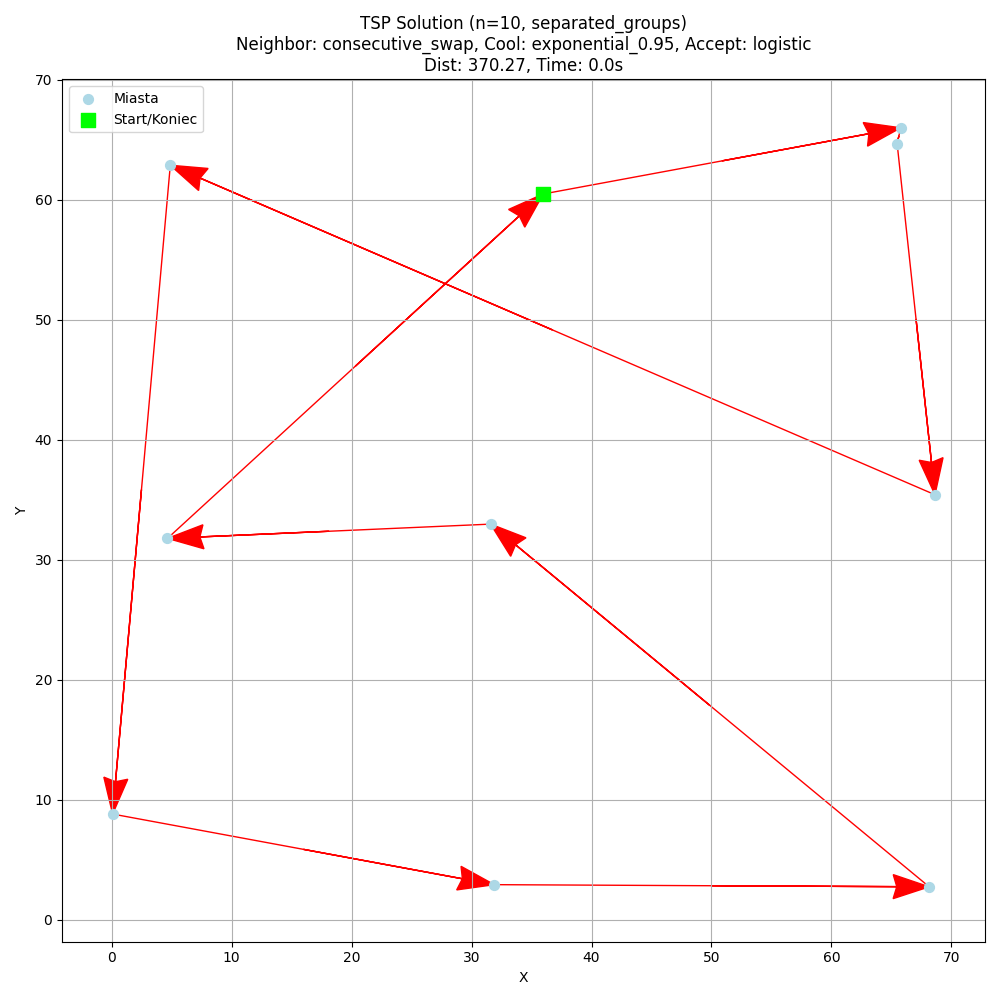 TSP Solution (n=10, separated_groups)
Neighbor: consecutive_swap, Cool: exponential_0.95, Accept: logistic
Dist: 370.27, Time: 0.0s
Miasta
Start/Koniec
70
60
50
40
30
20
10
0
Y
0 10 20 30 40 50 60 70
X